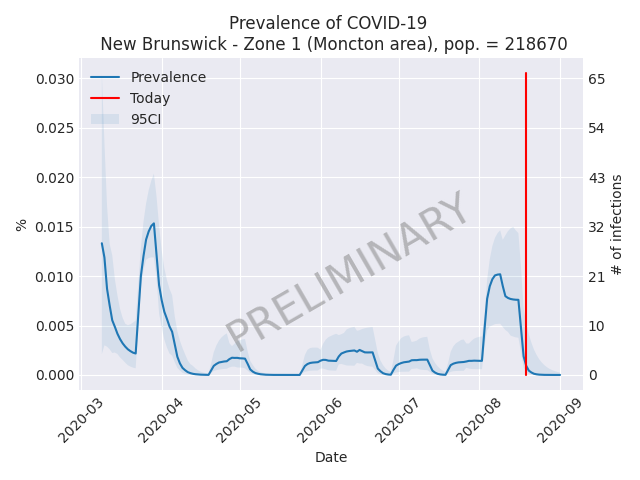 Prevalence of COVID-19
New Brunswick - Zone 1 (Moncton area), pop. = 218670
Prevalence
Today
95CI
PRELIMINARY
%
0.030
0.025
0.020
0.015
0.010
0.005
0.000
65
54
43
32
21
10
0
# of infections
2020-03
2020-04
2020-05
2020-06
2020-07
2020-08
2020-09
Date